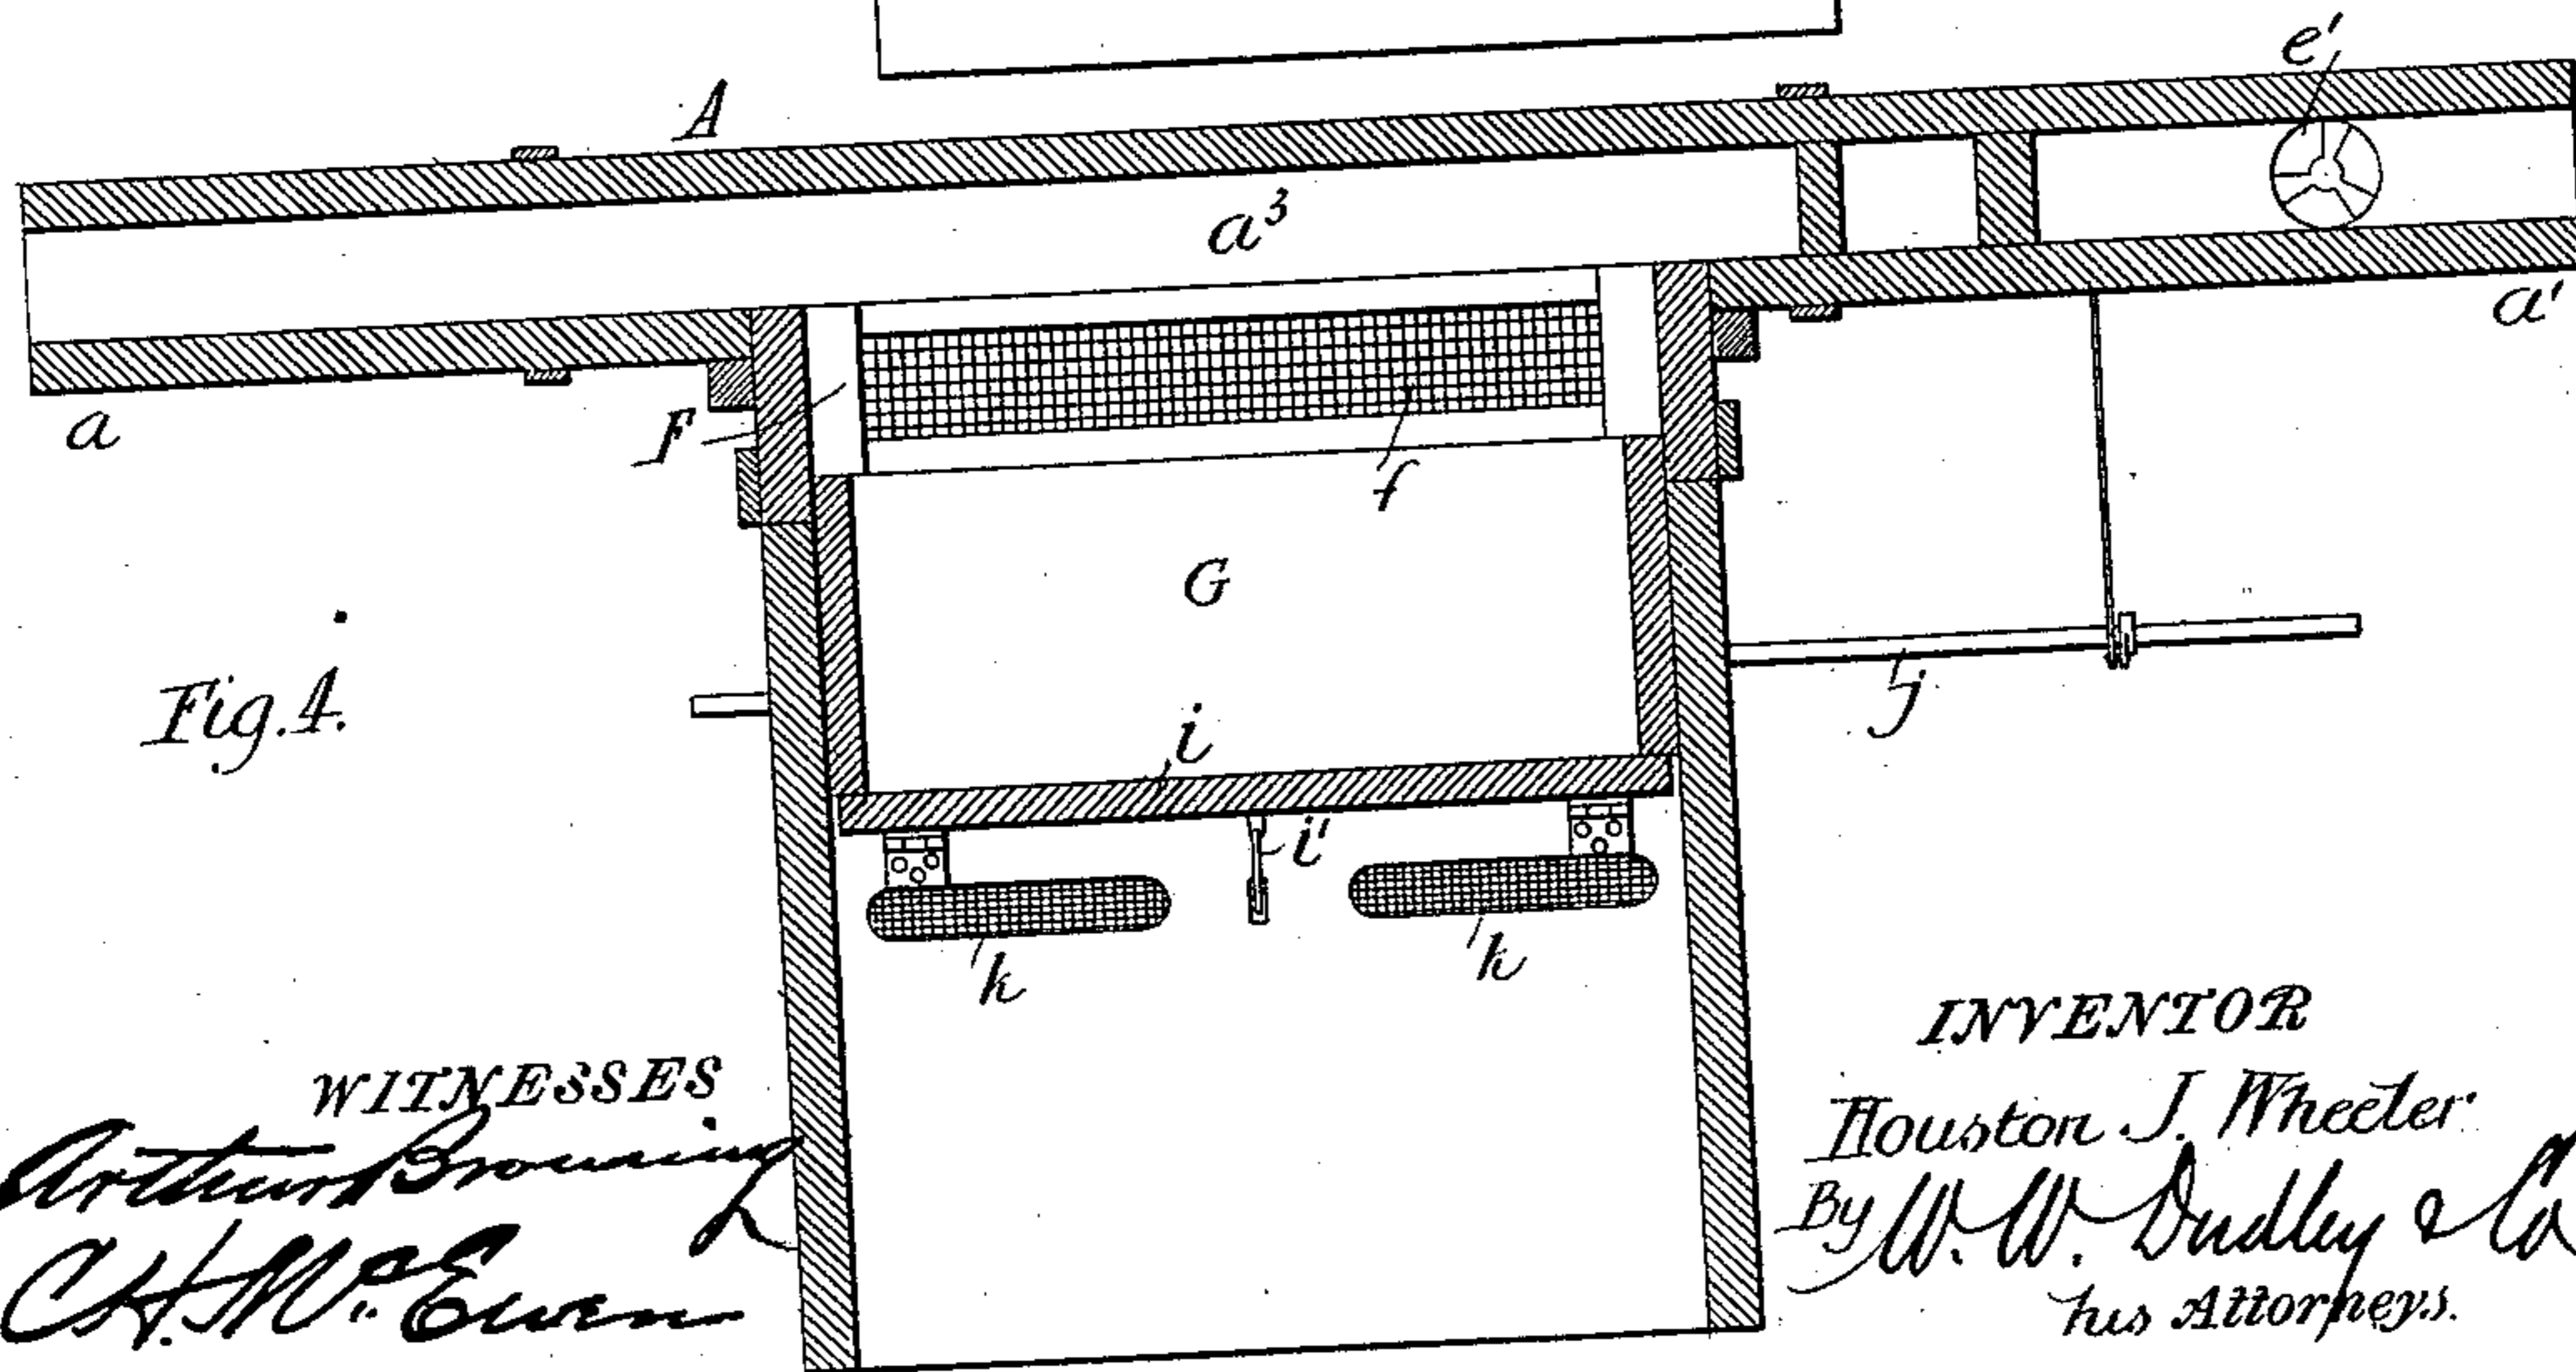 e'
A
a³
a'
a
F
f
G
Fig. 4.
j
i
i'
k
k
WITNESSES
Arthur Browning
C. H. McEwen
INVENTOR
Houston J. Wheeler
By W. W. Dudley & Co
his Attorneys.